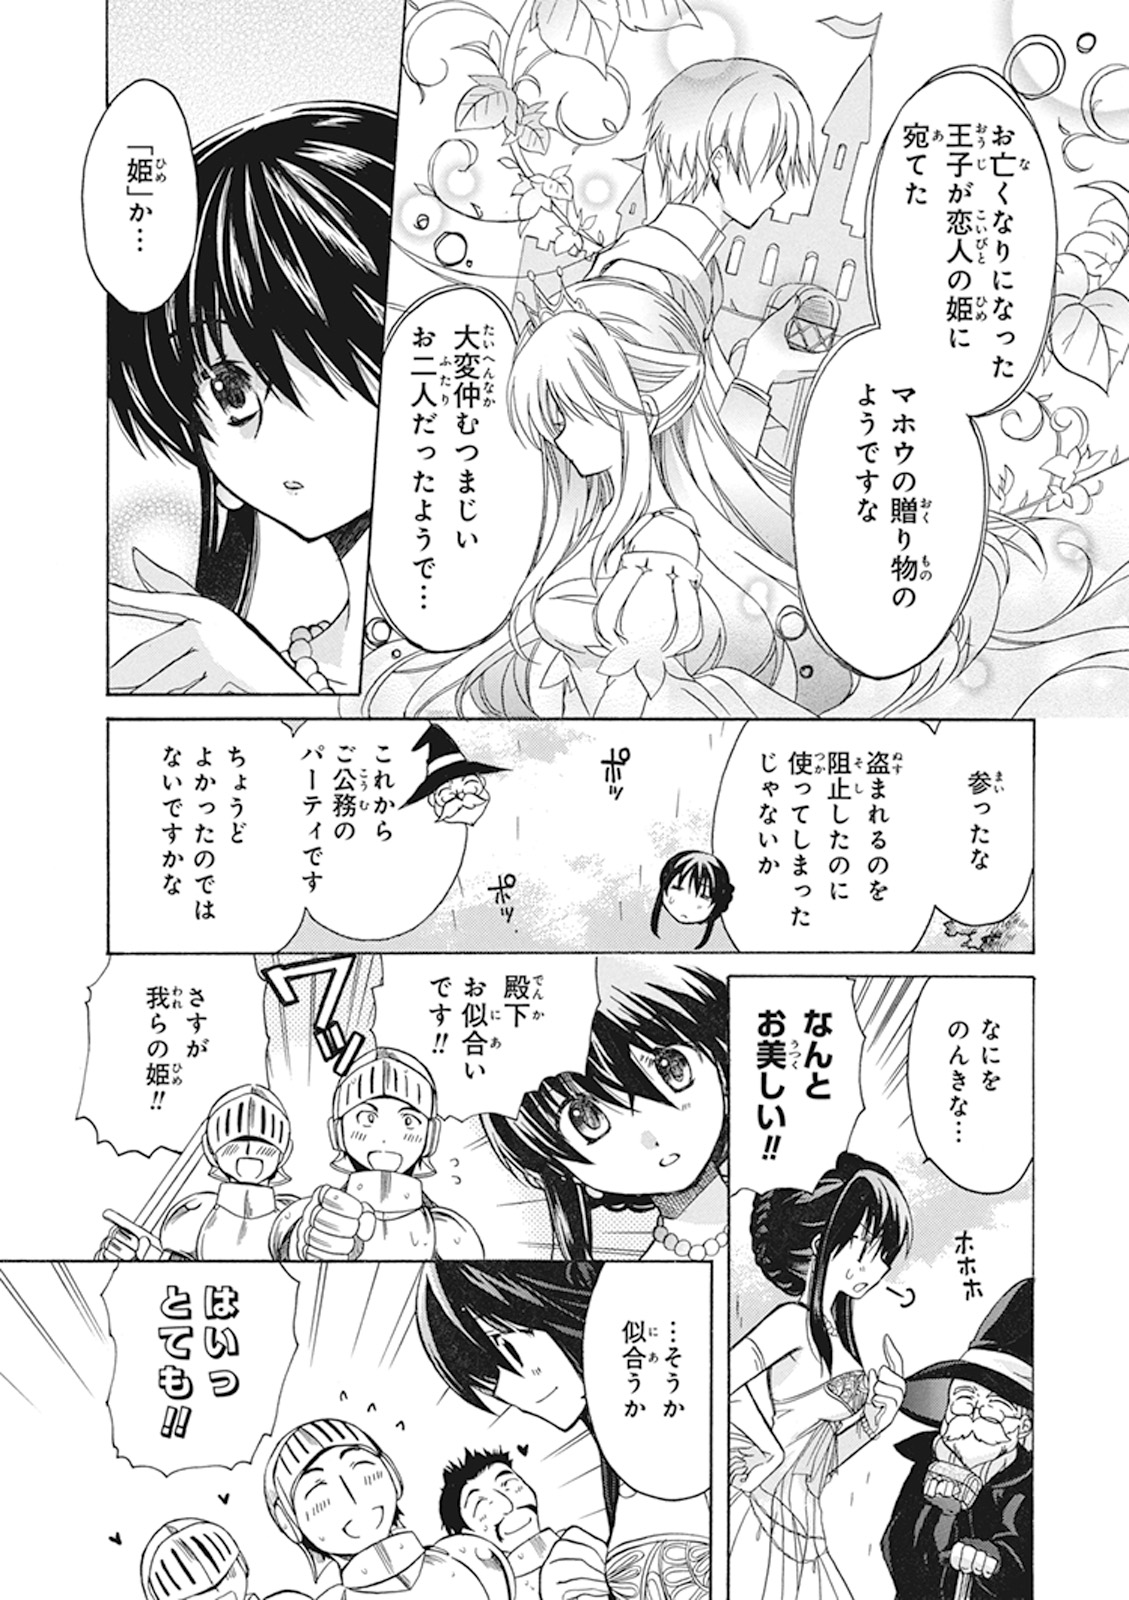 お亡くなりになった
王子が恋人の姫に
宛てた
マホウの贈り物の
ようですな
大変仲むつまじい
お二人だったようで…
「姫」か…
参ったな
盗まれるのを
阻止したのに
使ってしまった
じゃないか
ポッ
ポッ
これから
ご公務の
パーティです
ちょうど
よかったのでは
ないですかな
なにを
のんきな…
ホホホ
なんと
お美しい!!
殿下
お似合い
です!!
ワッ
さすが
我らの姫!!
…そうか
似合うか
はいっ
とても!!